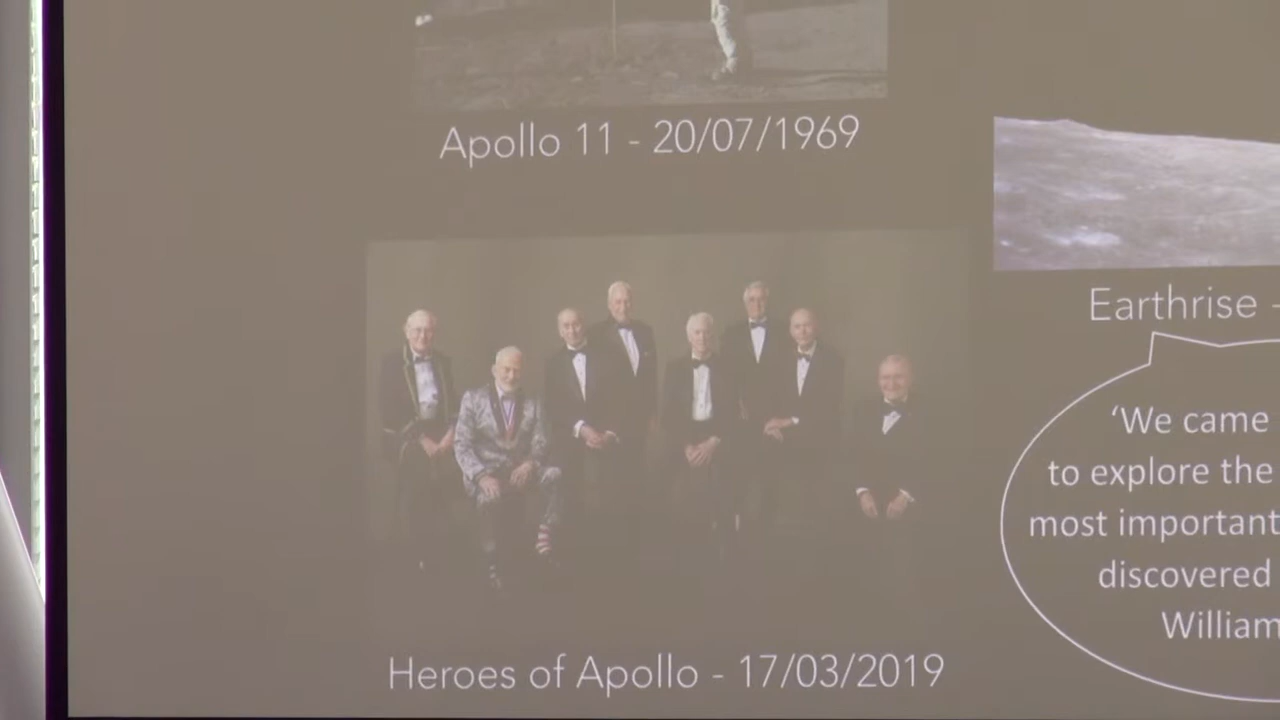 Apollo 11 - 20/07/1969
Earthrise -
‘We came
to explore the
most important
discovered
William
Heroes of Apollo - 17/03/2019